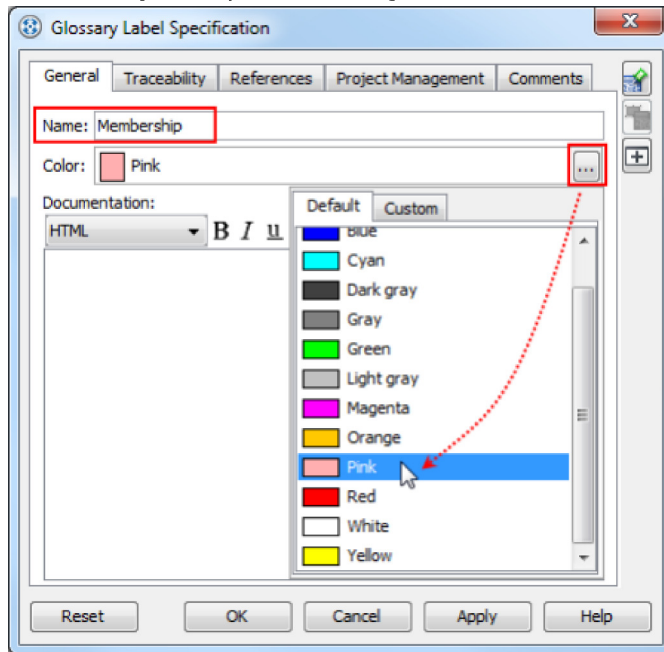 Glossary Label Specification
General Traceability References Project Management Comments
Name: Membership
Color: Pink ...
Documentation:
HTML B I u
Default Custom
Blue
Cyan
Dark gray
Gray
Green
Light gray
Magenta
Orange
Pink
Red
White
Yellow
Reset OK Cancel Apply Help